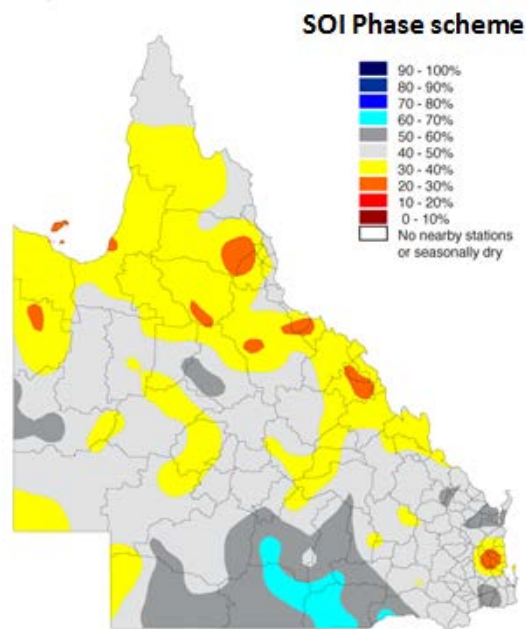 SOI Phase scheme
90 - 100%
80 - 90%
70 - 80%
60 - 70%
50 - 60%
40 - 50%
30 - 40%
20 - 30%
10 - 20%
0 - 10%
No nearby stations
or seasonally dry